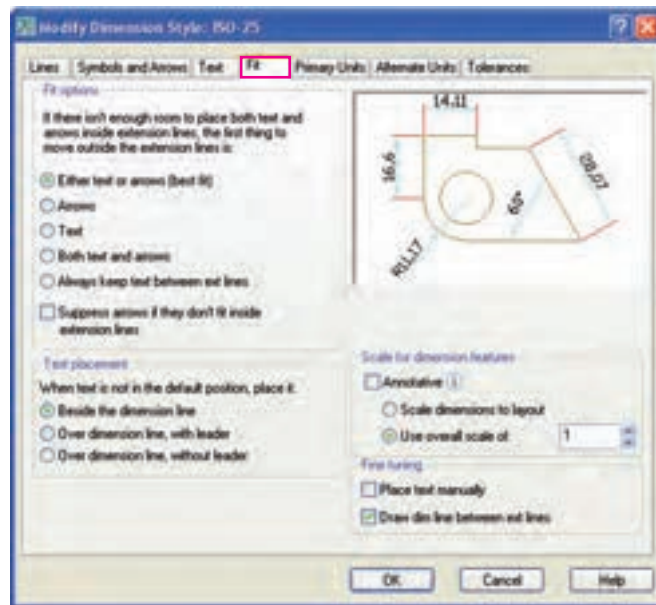 Modify Dimension Style: ISO-25
Lines Symbols and Arrows Text Fit Primary Units Alternate Units Tolerances
Fit options
If there isn't enough room to place both text and
arrows inside extension lines, the first thing to
move outside the extension lines is:
Either text or arrows (best fit)
Arrows
Text
Both text and arrows
Always keep text between ext lines
Suppress arrows if they don't fit inside
extension lines
14,11
16,6
28,07
60°
R11,17
Text placement
When text is not in the default position, place it:
Beside the dimension line
Over dimension line, with leader
Over dimension line, without leader
Scale for dimension features
Annotative
Scale dimensions to layout
Use overall scale of: 1
Fine tuning
Place text manually
Draw dim line between ext lines
OK Cancel Help